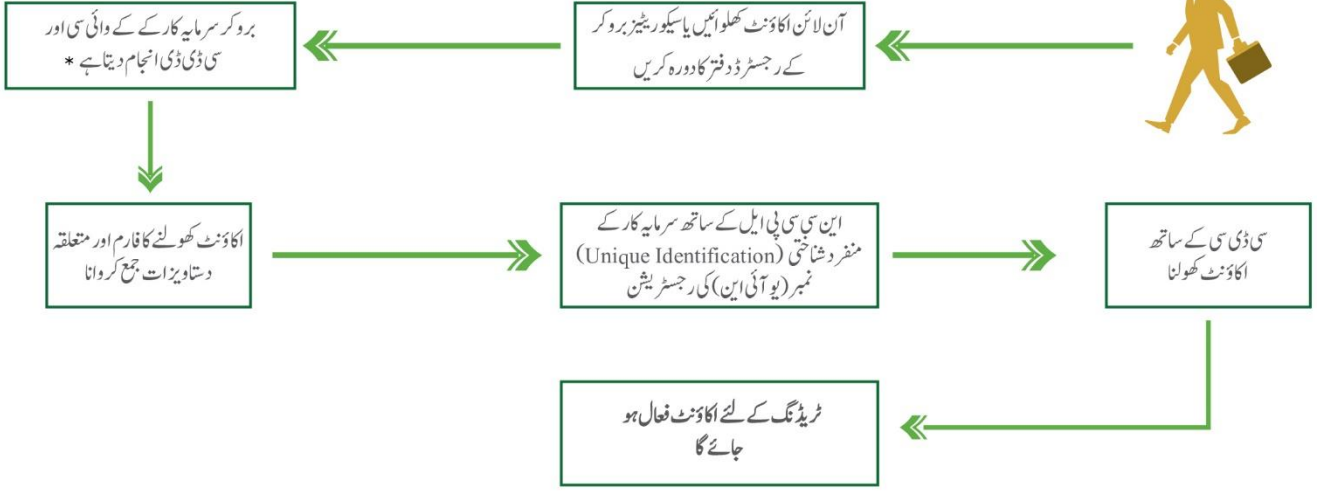 آن لائن اکاؤنٹ کھلوائیں یا سیکوریٹیز بروکر
کے رجسٹرڈ دفتر کا دورہ کریں
بروکر سرمایہ کار کے کے وائی سی اور
سی ڈی ڈی انجام دیتا ہے *
اکاؤنٹ کھولنے کا فارم اور متعلقہ
دستاویزات جمع کروانا
این سی سی پی ایل کے ساتھ سرمایہ کار کے
منفرد شناختی (Unique Identification)
نمبر (یو آئی این) کی رجسٹریشن
سی ڈی سی کے ساتھ
اکاؤنٹ کھولنا
ٹریڈنگ کے لئے اکاؤنٹ فعال ہو
جائے گا